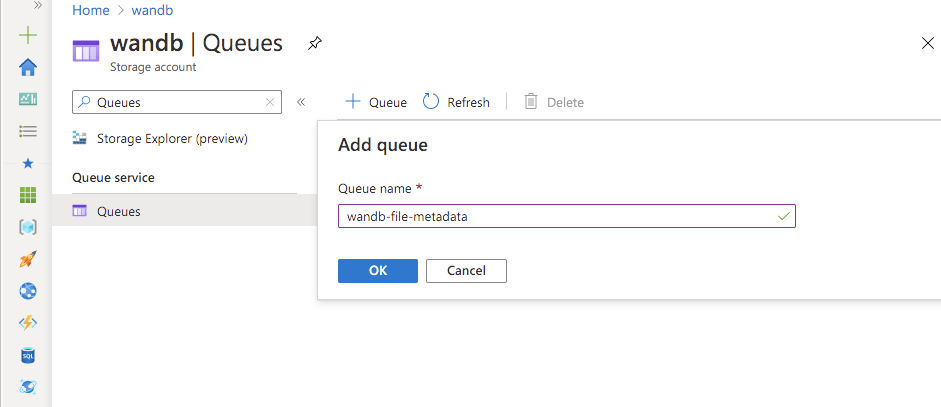 Home > wandb
wandb | Queues
Storage account
Queues
Queue
Refresh
Delete
Storage Explorer (preview)
Queue service
Queues
Add queue
Queue name *
wandb-file-metadata
OK
Cancel
SQL